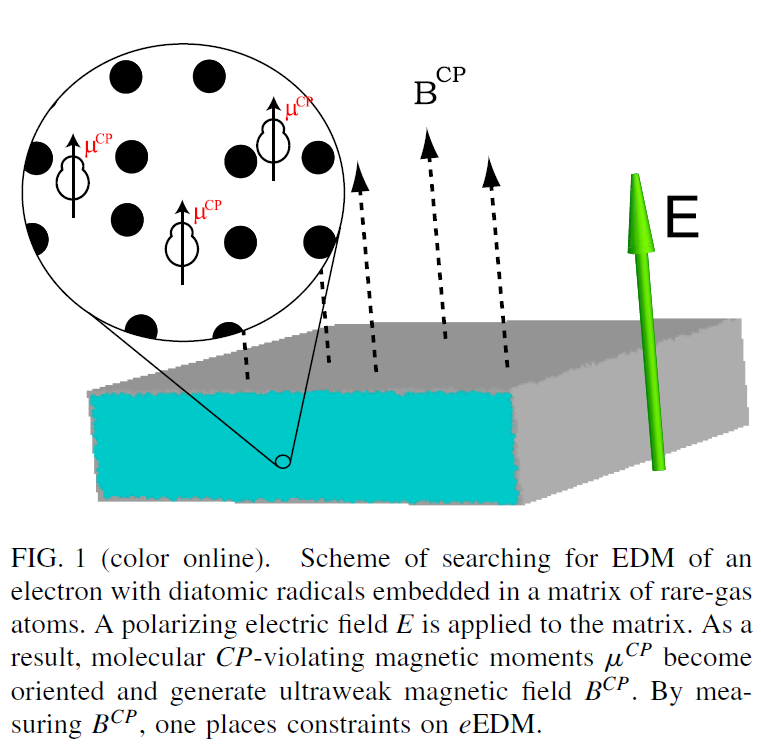 B^CP
μ^CP
μ^CP
μ^CP
E
FIG. 1 (color online). Scheme of searching for EDM of an
electron with diatomic radicals embedded in a matrix of rare-gas
atoms. A polarizing electric field E is applied to the matrix. As a
result, molecular CP-violating magnetic moments μ^CP become
oriented and generate ultraweak magnetic field B^CP. By mea-
suring B^CP, one places constraints on eEDM.